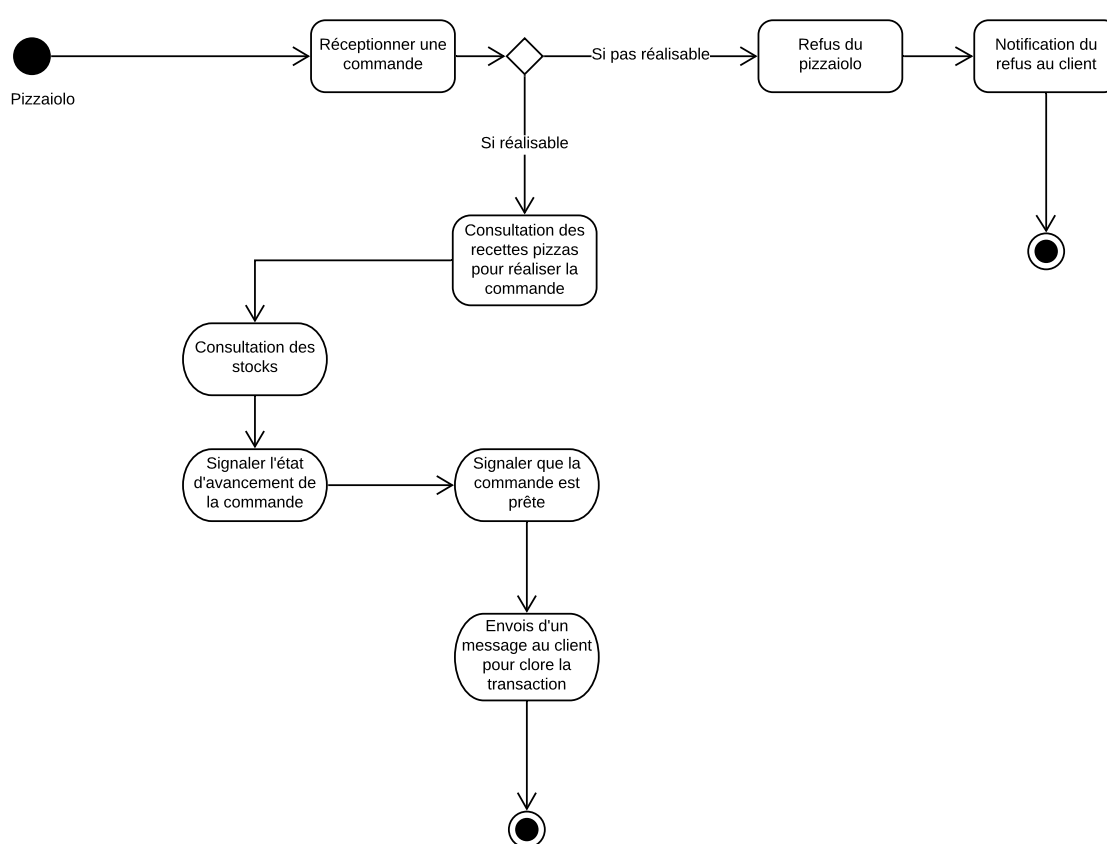 Pizzaiolo
Réceptionner une
commande
Si pas réalisable
Refus du
pizzaiolo
Notification du
refus au client
Si réalisable
Consultation des
recettes pizzas
pour réaliser la
commande
Consultation des
stocks
Signaler l'état
d'avancement de
la commande
Signaler que la
commande est
prête
Envois d'un
message au client
pour clore la
transaction